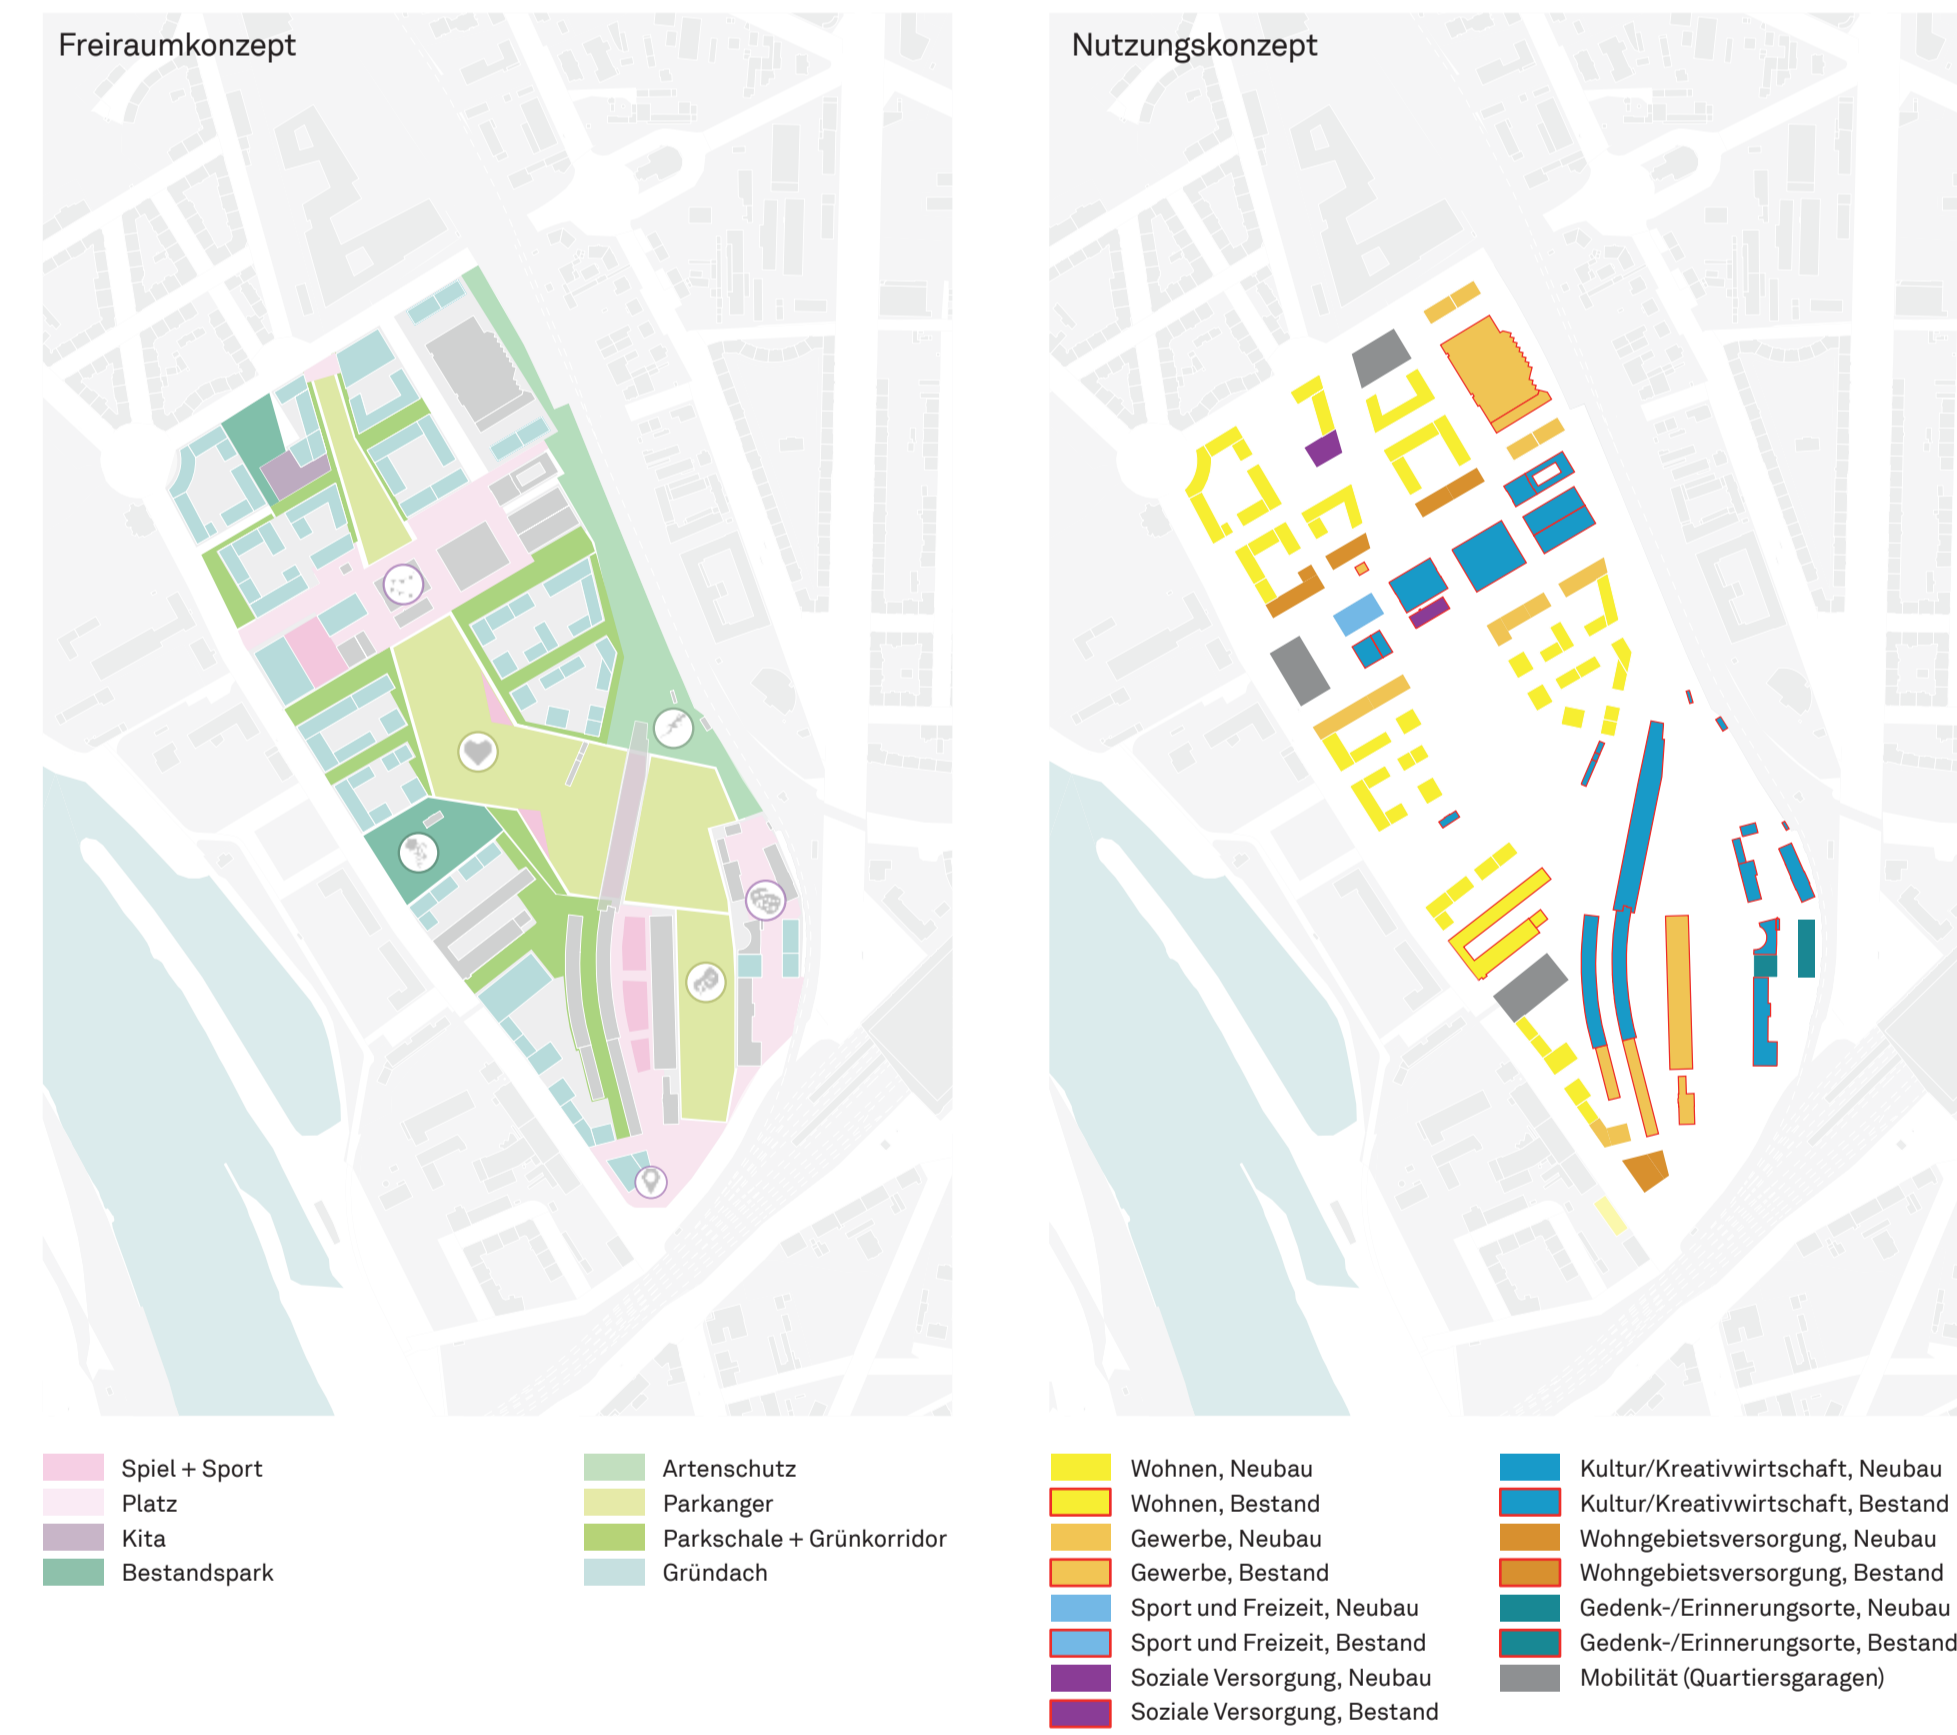 Freiraumkonzept
Nutzungskonzept
Spiel + Sport
Platz
Kita
Bestandspark
Artenschutz
Parkanger
Parkschale + Grünkorridor
Gründach
Wohnen, Neubau
Wohnen, Bestand
Gewerbe, Neubau
Gewerbe, Bestand
Sport und Freizeit, Neubau
Sport und Freizeit, Bestand
Soziale Versorgung, Neubau
Soziale Versorgung, Bestand
Kultur/Kreativwirtschaft, Neubau
Kultur/Kreativwirtschaft, Bestand
Wohngebietsversorgung, Neubau
Wohngebietsversorgung, Bestand
Gedenk-/Erinnerungsorte, Neubau
Gedenk-/Erinnerungsorte, Bestand
Mobilität (Quartiersgaragen)